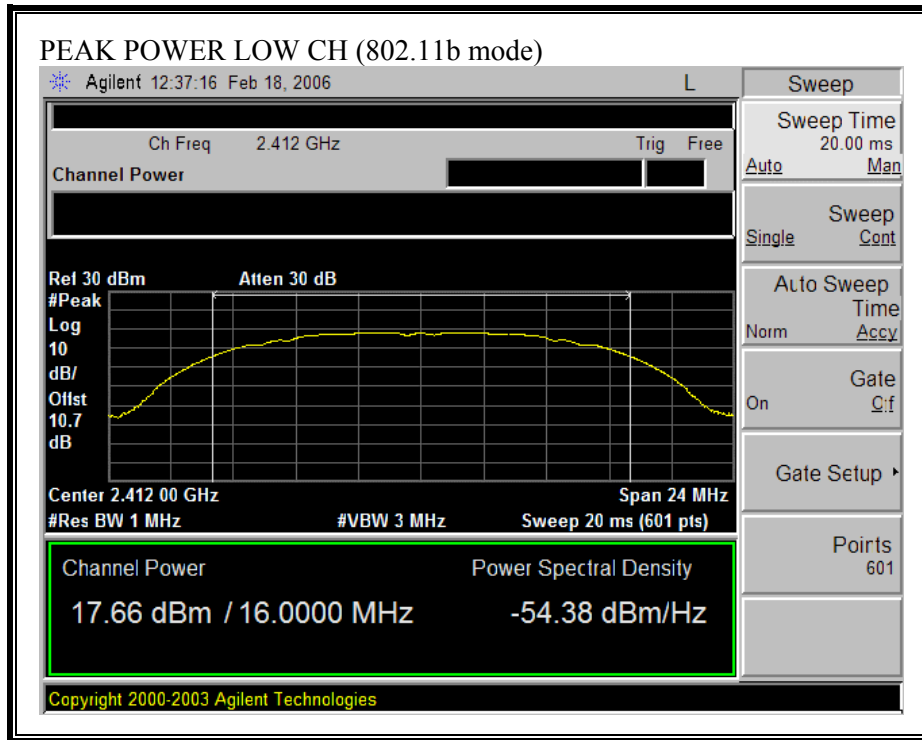 PEAK POWER LOW CH (802.11b mode)
Agilent 12:37:16 Feb 18, 2006 L
Sweep
Ch Freq 2.412 GHz Trig Free
Channel Power
Sweep Time
20.00 ms
Auto Man
Sweep
Single Cont
Ref 30 dBm Atten 30 dB
#Peak
Log
10
dB/
Offst
10.7
dB
Auto Sweep
Time
Norm Accy
Gate
On Off
Gate Setup
Center 2.412 00 GHz Span 24 MHz
#Res BW 1 MHz #VBW 3 MHz Sweep 20 ms (601 pts)
Points
601
Channel Power Power Spectral Density
17.66 dBm / 16.0000 MHz -54.38 dBm/Hz
Copyright 2000-2003 Agilent Technologies